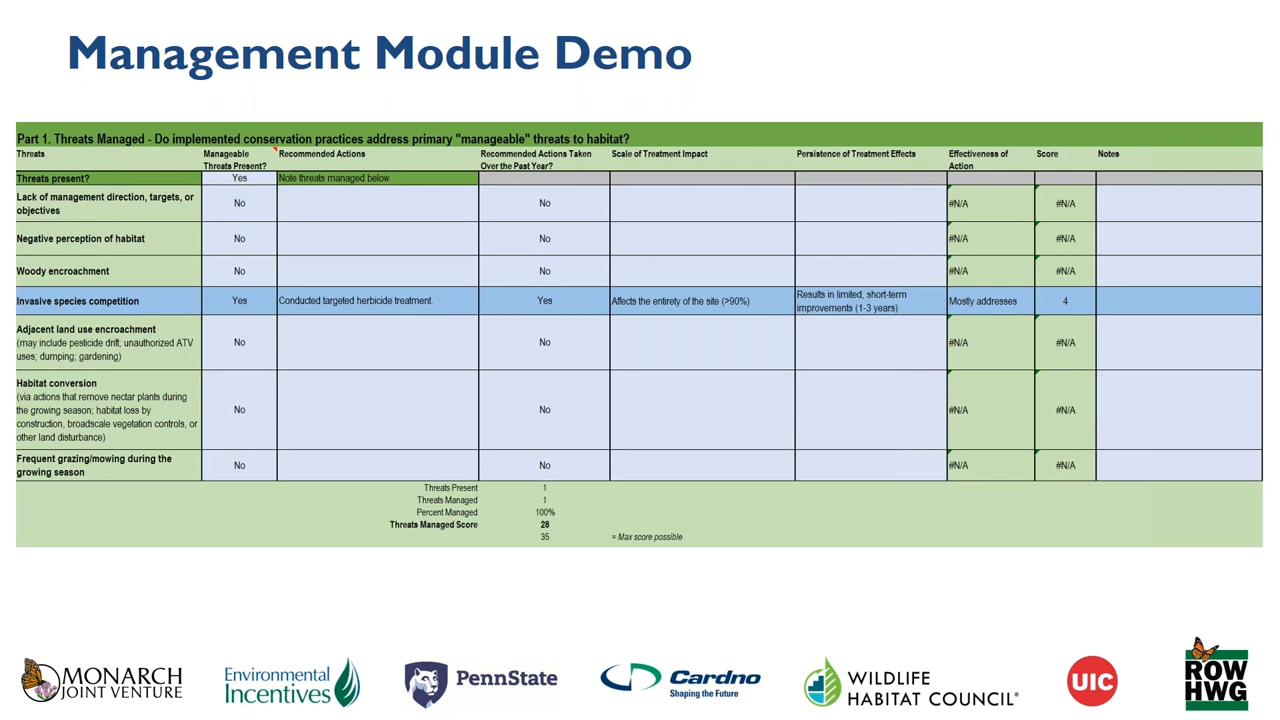 Management Module Demo
Part 1. Threats Managed - Do implemented conservation practices address primary "manageable" threats to habitat?
Threats Manageable Threats Present? Recommended Actions Recommended Actions Taken Over the Past Year? Scale of Treatment Impact Persistence of Treatment Effects Effectiveness of Action Score Notes
Threats present? Yes Note threats managed below
Lack of management direction, targets, or objectives No No #N/A #N/A
Negative perception of habitat No No #N/A #N/A
Woody encroachment No No #N/A #N/A
Invasive species competition Yes Conducted targeted herbicide treatment. Yes Affects the entirety of the site (>90%) Results in limited, short-term improvements (1-3 years) Mostly addresses 4
Adjacent land use encroachment
(may include pesticide drift; unauthorized ATV uses; dumping; gardening) No No #N/A #N/A
Habitat conversion
(via actions that remove nectar plants during the growing season; habitat loss by construction, broadscale vegetation controls, or other land disturbance) No No #N/A #N/A
Frequent grazing/mowing during the growing season No No #N/A #N/A
Threats Present 1
Threats Managed 1
Percent Managed 100%
Threats Managed Score 28
35 = Max score possible
MONARCH
JOINT VENTURE
Environmental
Incentives
PennState
Cardno
Shaping the Future
WILDLIFE
HABITAT COUNCIL®
UIC
ROW
HWG